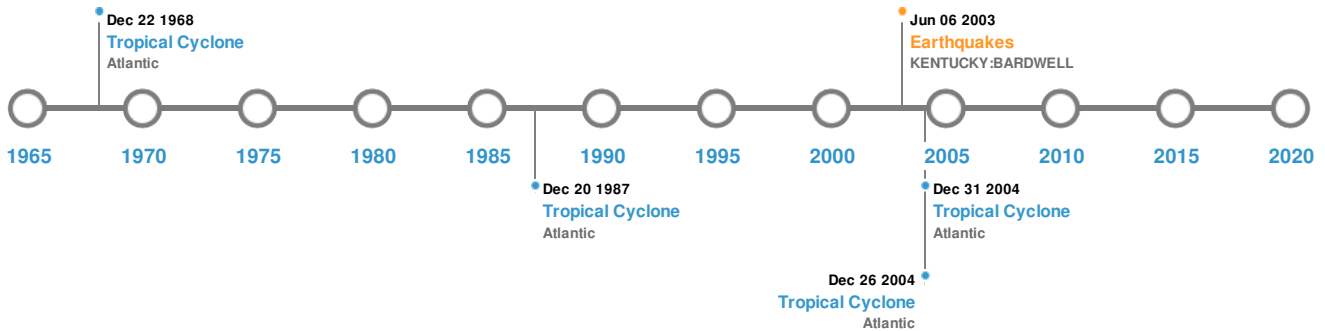 Dec 22 1968
Tropical Cyclone
Atlantic
Jun 06 2003
Earthquakes
KENTUCKY:BARDWELL
1965 1970 1975 1980 1985 1990 1995 2000 2005 2010 2015 2020
Dec 20 1987
Tropical Cyclone
Atlantic
Dec 31 2004
Tropical Cyclone
Atlantic
Dec 26 2004
Tropical Cyclone
Atlantic